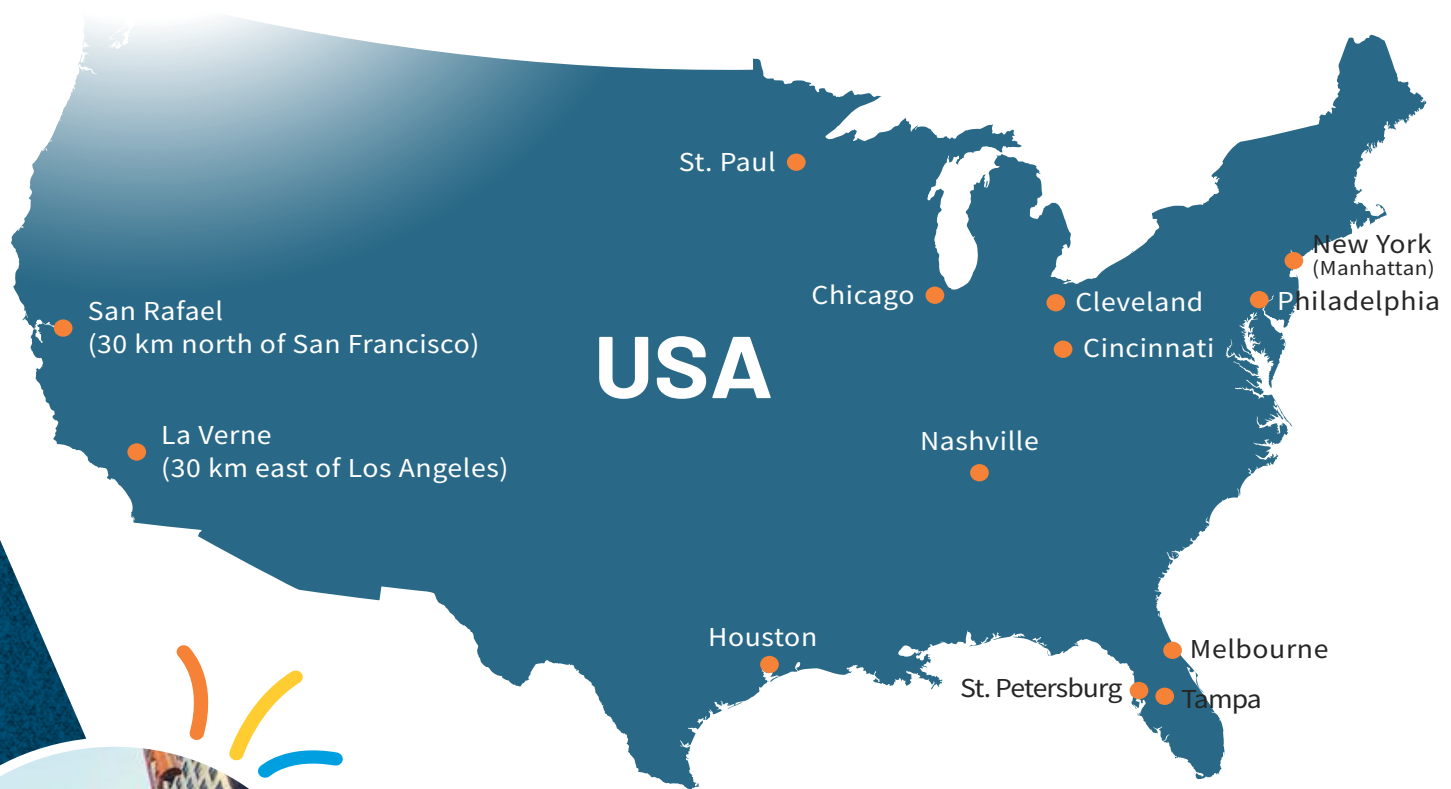 St. Paul
New York
(Manhattan)
Chicago
Cleveland
Philadelphia
San Rafael
(30 km north of San Francisco)
USA
Cincinnati
La Verne
(30 km east of Los Angeles)
Nashville
Houston
Melbourne
St. Petersburg
Tampa